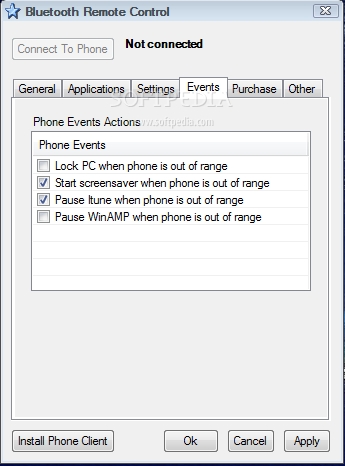 Bluetooth Remote Control
Connect To Phone
Not connected
General
Applications
Settings
Events
Purchase
Other
SOFTPEDIA
www.softpedia.com
Phone Events Actions
Phone Events
Lock PC when phone is out of range
Start screensaver when phone is out of range
Pause Itune when phone is out of range
Pause WinAMP when phone is out of range
Install Phone Client
Ok
Cancel
Apply